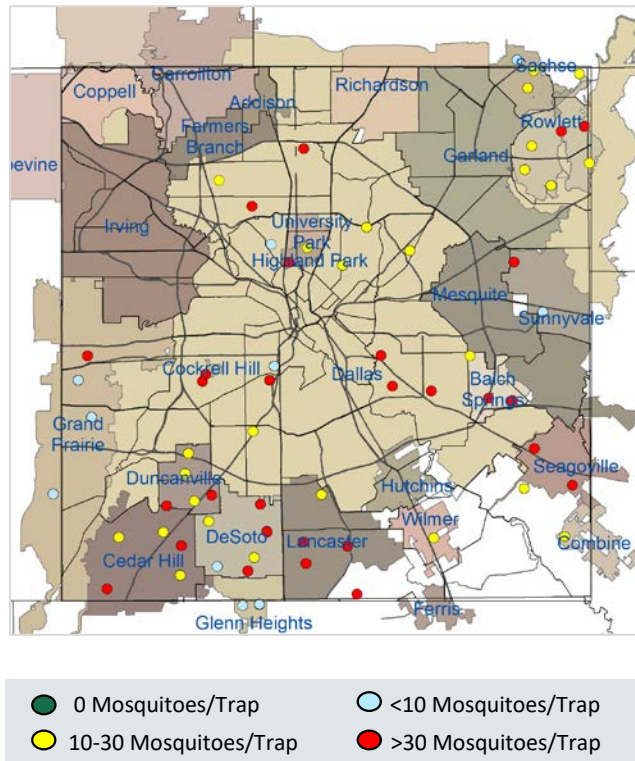 Sachse
Carrollton
Coppell
Richardson
Addison
Rowlett
Farmers
Branch
Garland
pevine
University
Park
Irving
Highland Park
Mesquite
Sunnyvale
Cockrell Hill
Dallas
Balch
Springs
Grand
Prairie
Seagoville
Duncanville
Hutchins
Wilmer
DeSoto
Lancaster
Combine
Cedar Hill
Ferris
Glenn Heights
0 Mosquitoes/Trap
<10 Mosquitoes/Trap
10-30 Mosquitoes/Trap
>30 Mosquitoes/Trap